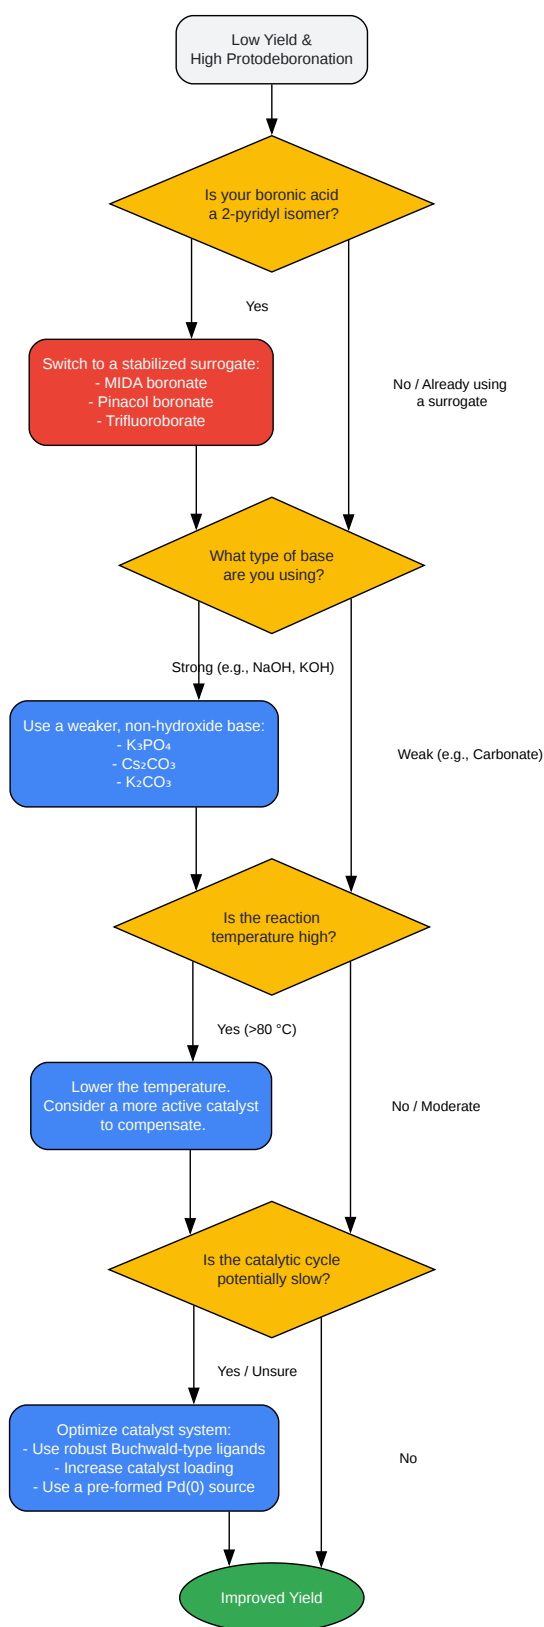 Low Yield &
High Protodeboronation
Is your boronic acid
a 2-pyridyl isomer?
Yes
Switch to a stabilized surrogate:
- MIDA boronate
- Pinacol boronate
- Trifluoroborate
No / Already using
a surrogate
What type of base
are you using?
Strong (e.g., NaOH, KOH)
Use a weaker, non-hydroxide base:
- K₃PO₄
- Cs₂CO₃
- K₂CO₃
Weak (e.g., Carbonate)
Is the reaction
temperature high?
Yes (>80 °C)
Lower the temperature.
Consider a more active catalyst
to compensate.
No / Moderate
Is the catalytic cycle
potentially slow?
Yes / Unsure
Optimize catalyst system:
- Use robust Buchwald-type ligands
- Increase catalyst loading
- Use a pre-formed Pd(0) source
No
Improved Yield